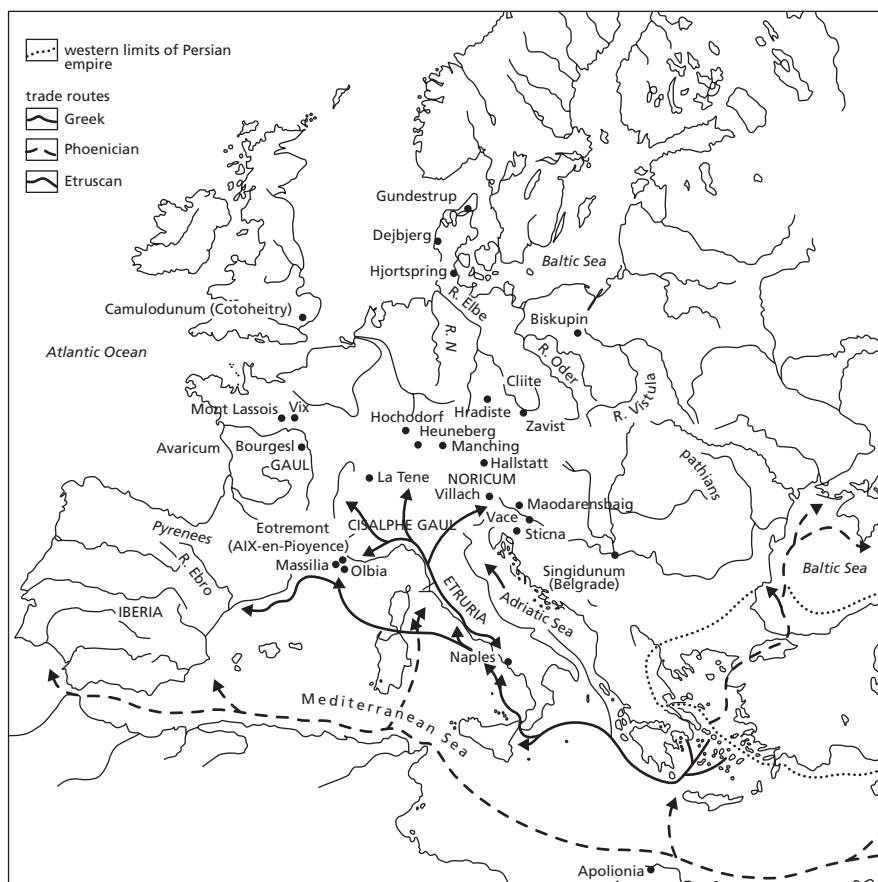 western limits of Persian
empire
trade routes
Greek
Phoenician
Etruscan
Gundestrup
Dejbjerg
Hjortspring
Baltic Sea
R. Elbe
Camulodunum (Cotoheitry)
Biskupin
R. N
R. Oder
Atlantic Ocean
Cliite
R. Vistula
Mont Lassois
Vix
Hradiste
Zavist
Hochodorf
Heuneberg
Avaricum
Bourgesl
Manching
GAUL
Hallstatt
pathians
La Tene
NORICUM
Villach
Maodarensbaig
Vace
CISALPHE GAUL
Sticna
Pyrenees
Eotremont
(AIX-en-Pioyence)
Massilia
Olbia
R. Ebro
Singidunum
(Belgrade)
Baltic Sea
ETRURIA
Adriatic Sea
IBERIA
Naples
Mediterranean Sea
Apolionia